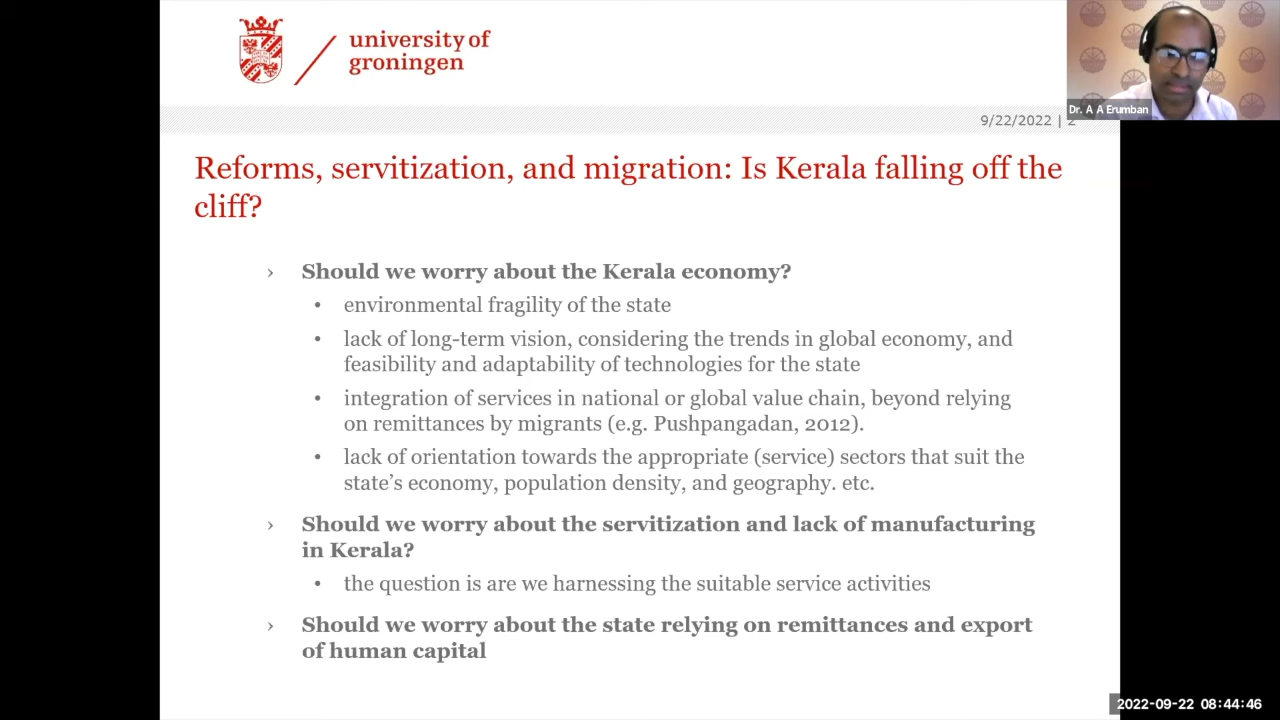 university of
groningen
Dr. A A Erumban
9/22/2022 | 2
Reforms, servitization, and migration: Is Kerala falling off the
cliff?
› Should we worry about the Kerala economy?
• environmental fragility of the state
• lack of long-term vision, considering the trends in global economy, and
feasibility and adaptability of technologies for the state
• integration of services in national or global value chain, beyond relying
on remittances by migrants (e.g. Pushpangadan, 2012).
• lack of orientation towards the appropriate (service) sectors that suit the
state's economy, population density, and geography. etc.
› Should we worry about the servitization and lack of manufacturing
in Kerala?
• the question is are we harnessing the suitable service activities
› Should we worry about the state relying on remittances and export
of human capital
2022-09-22 08:44:46